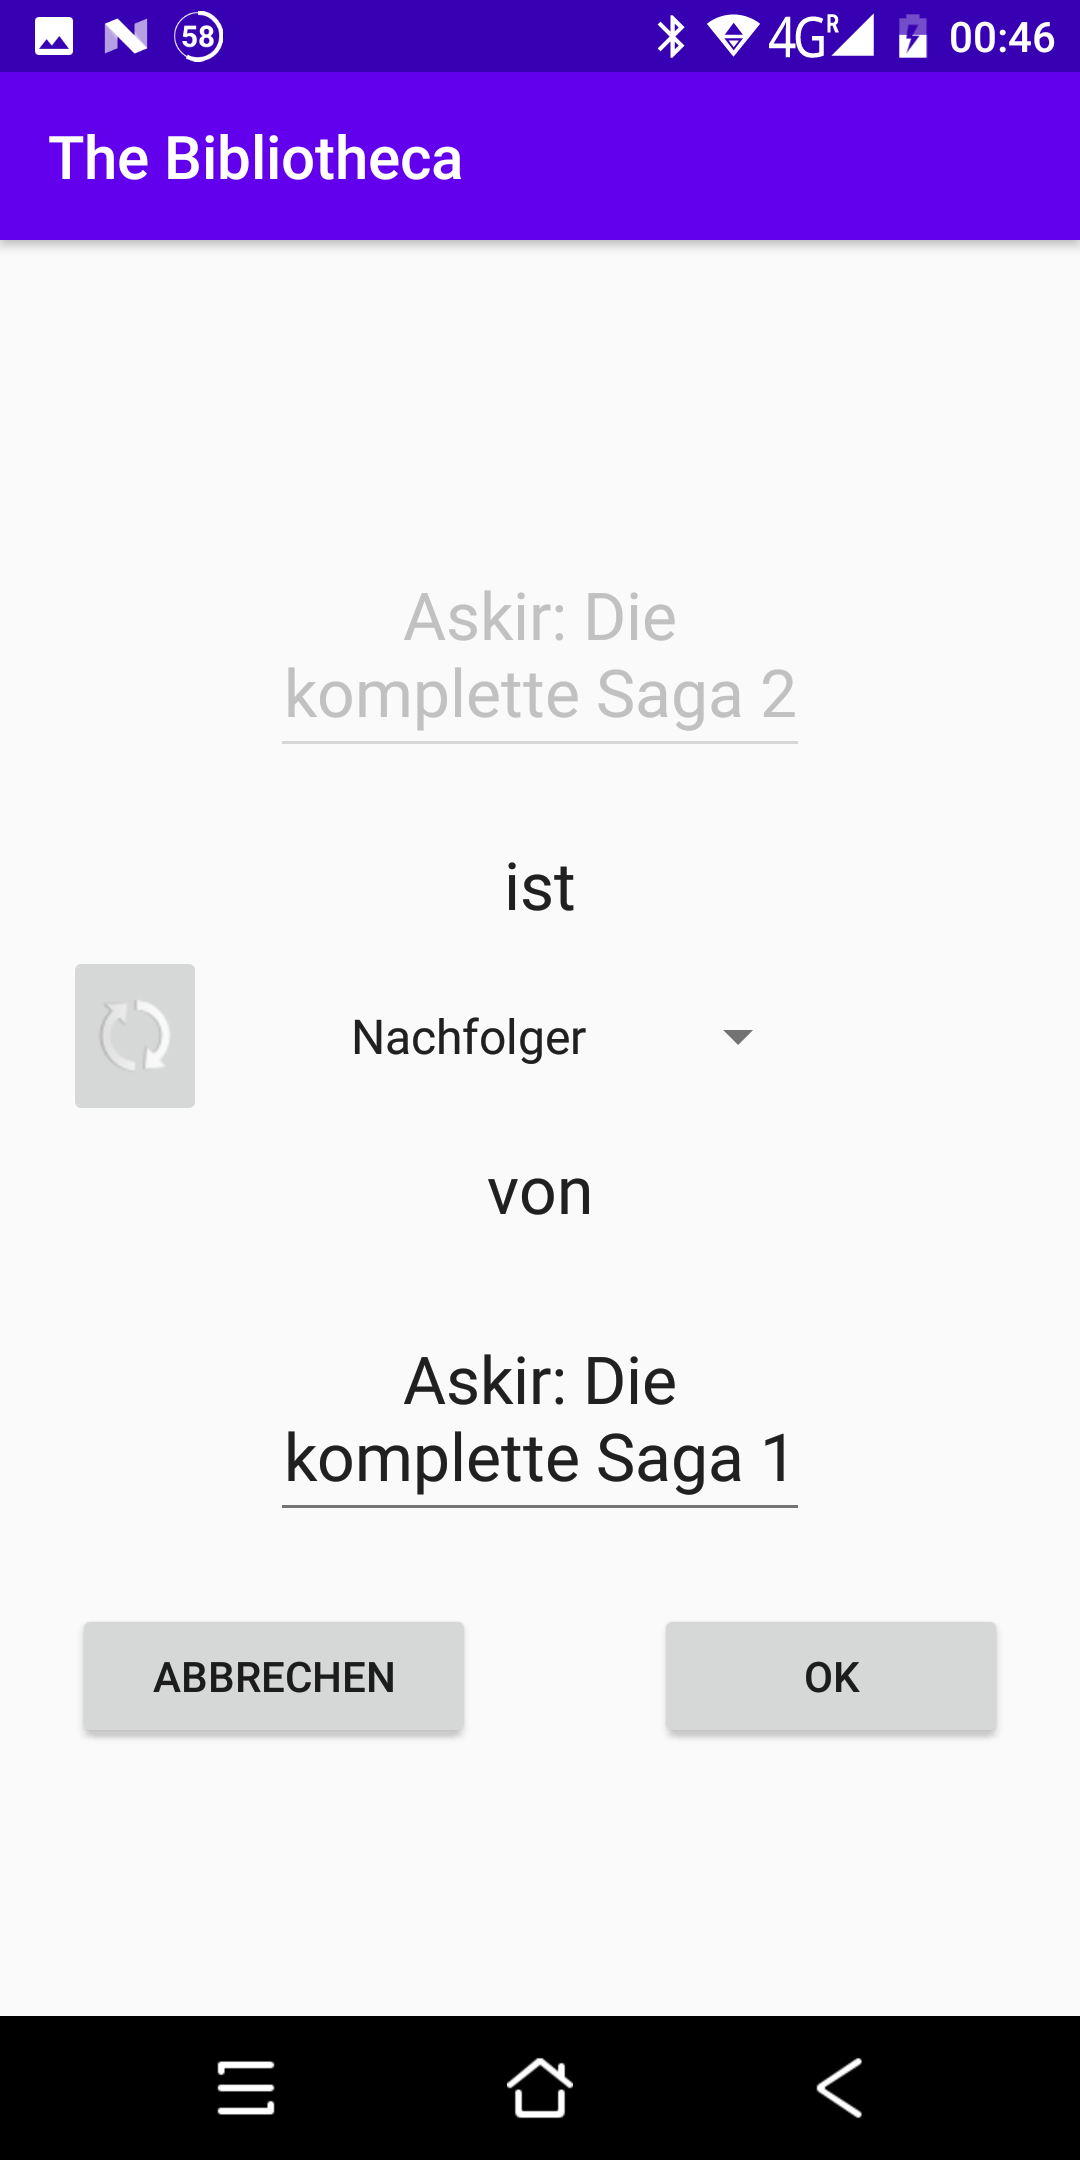 58 4G R 00:46
The Bibliotheca
Askir: Die
komplette Saga 2
ist
Nachfolger
von
Askir: Die
komplette Saga 1
ABBRECHEN OK